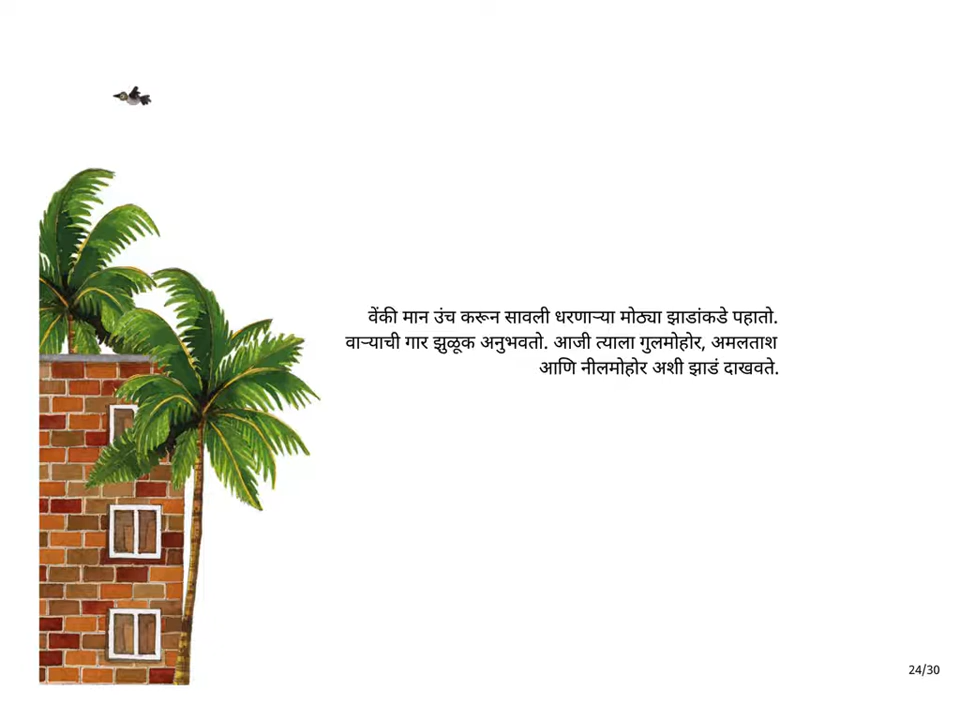 वेंकी मान उंच करून सावली धरणाऱ्या मोठ्या झाडांकडे पहातो.
वाऱ्याची गार झुळूक अनुभवतो. आजी त्याला गुलमोहोर, अमलताश
आणि नीलमोहोर अशी झाडं दाखवते.
24/30